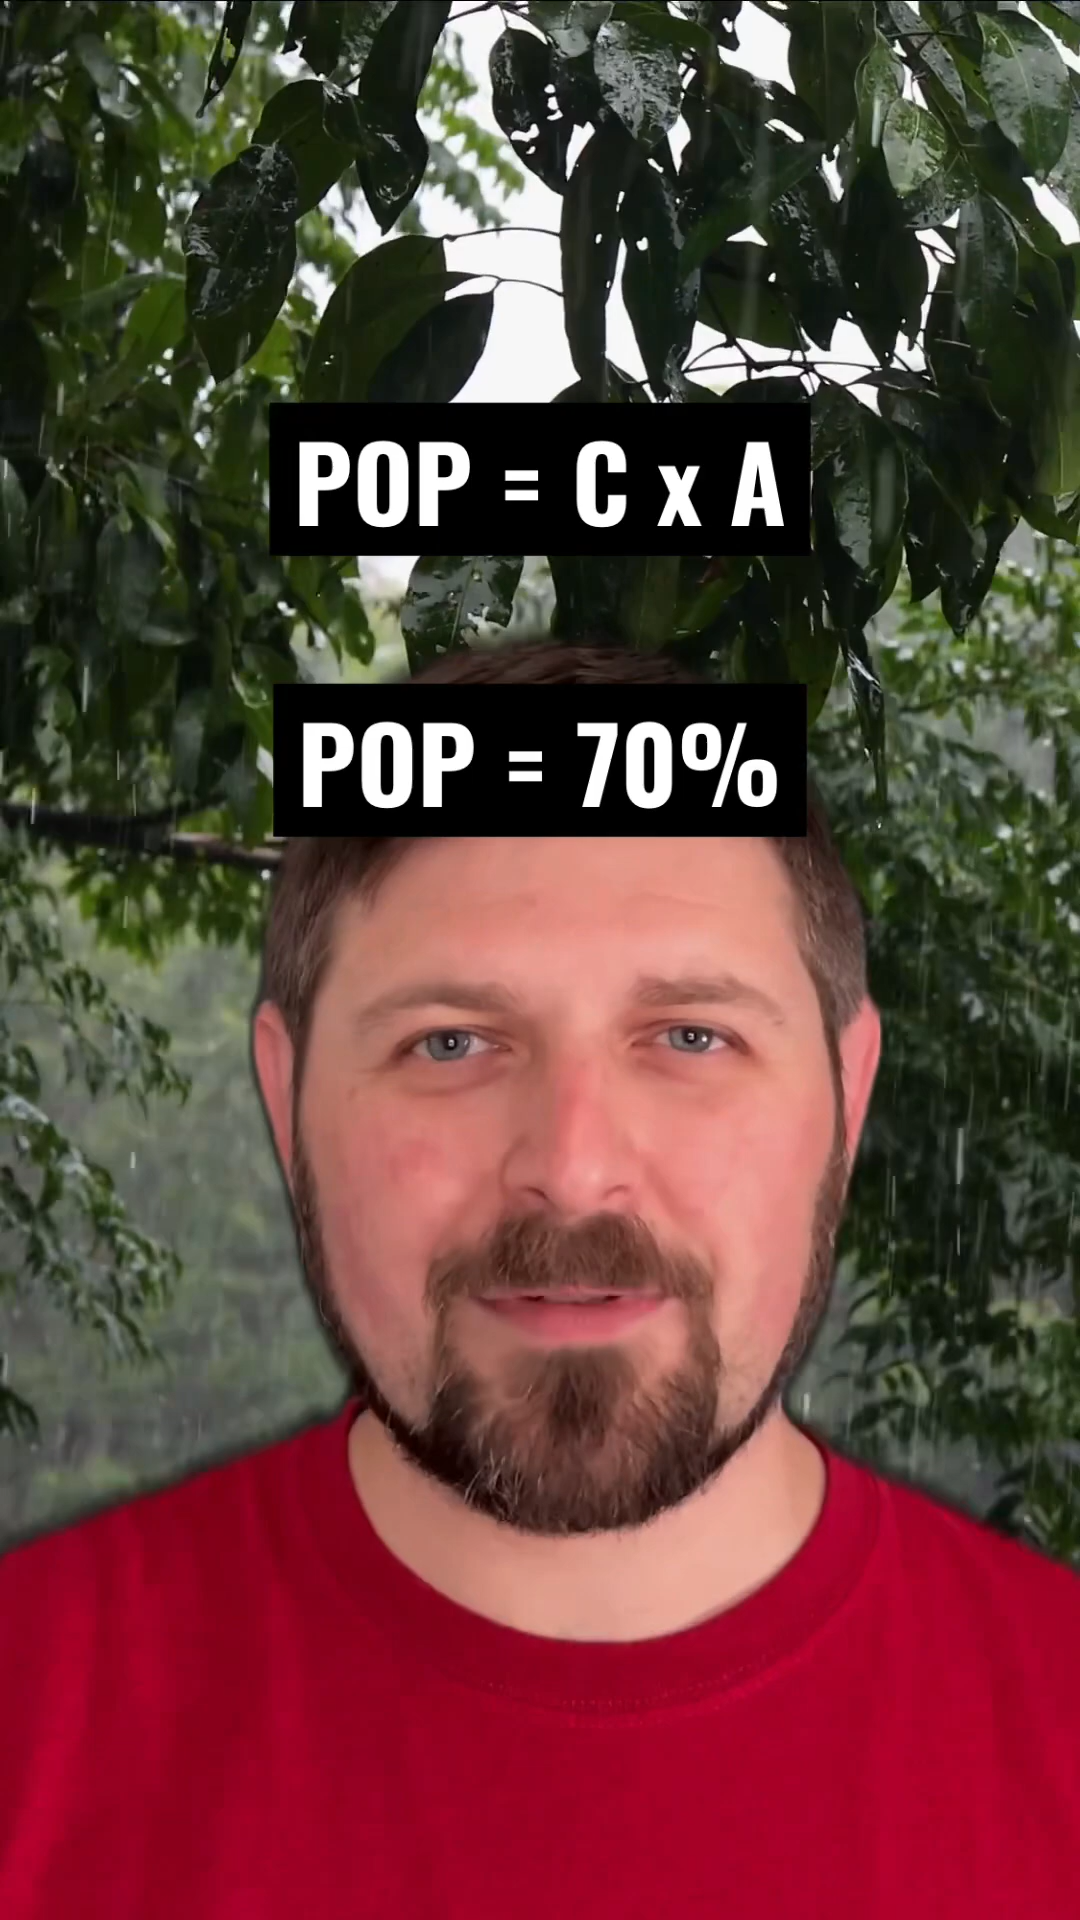 POP = C x A
POP = 70%